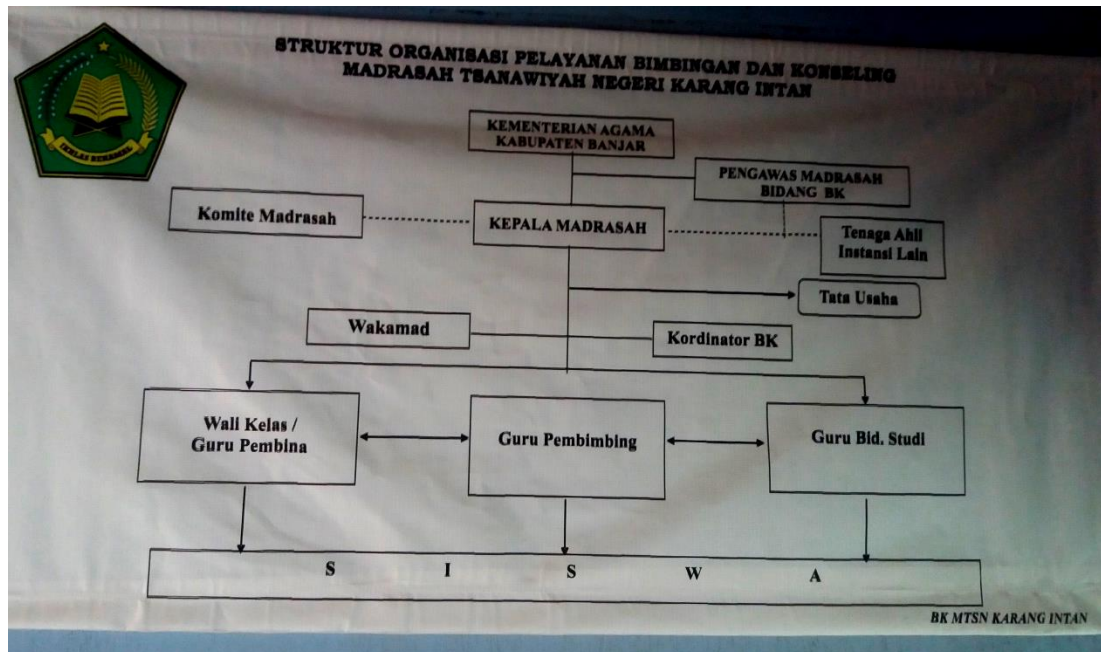 STRUKTUR ORGANISASI PELAYANAN BIMBINGAN DAN KONSELING
MADRASAH TSANAWIYAH NEGERI KARANG INTAN
IKHLAS BERAMAL
KEMENTERIAN AGAMA
KABUPATEN BANJAR
PENGAWAS MADRASAH
BIDANG BK
Komite Madrasah
KEPALA MADRASAH
Tenaga Ahli
Instansi Lain
Tata Usaha
Wakamad
Kordinator BK
Wali Kelas /
Guru Pembina
Guru Pembimbing
Guru Bid. Studi
S I S W A
BK MTSN KARANG INTAN